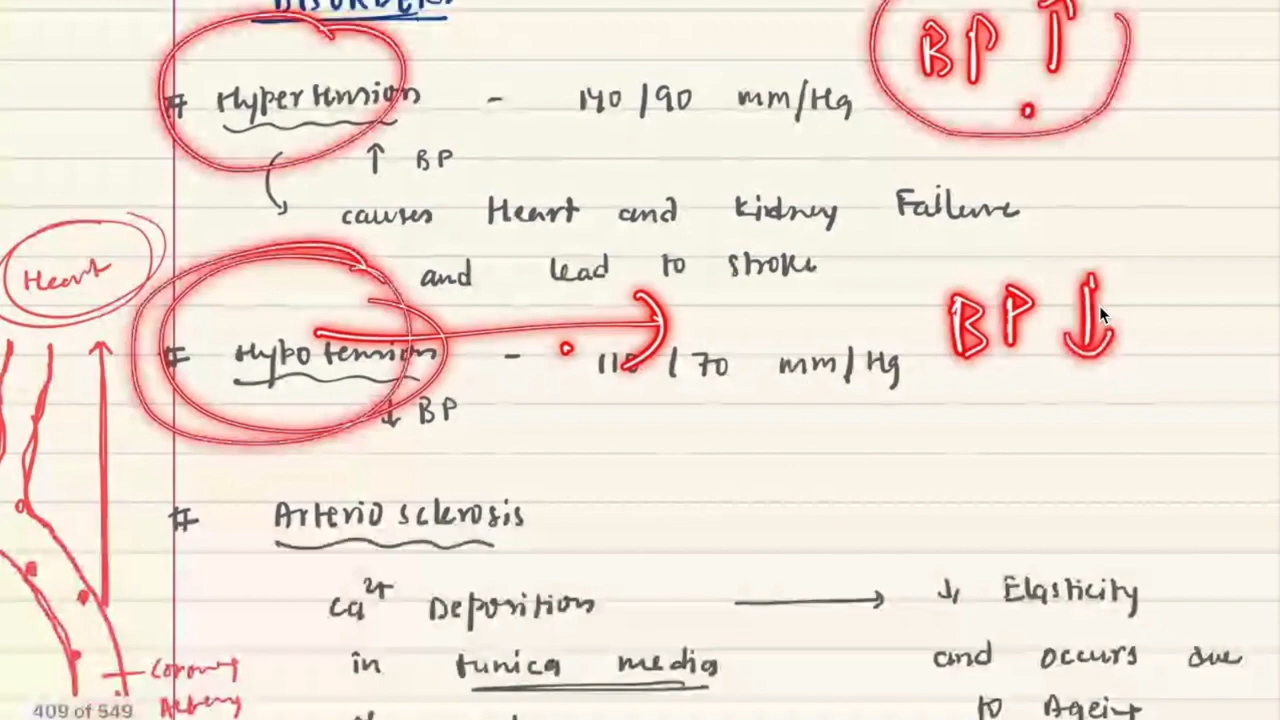 DISORDERS
BP ↑
# Hypertension - 140/90 mm/Hg
↑ BP
causes Heart and kidney Failure
and lead to stroke
Heart
BP ↓
# Hypotension - 110/70 mm/Hg
↓ BP
# Arterio sclerosis
Ca2+ Deposition → ↓ Elasticity
in tunica media and occurs due
Coronary
Artery
to Ageing
409 of 549